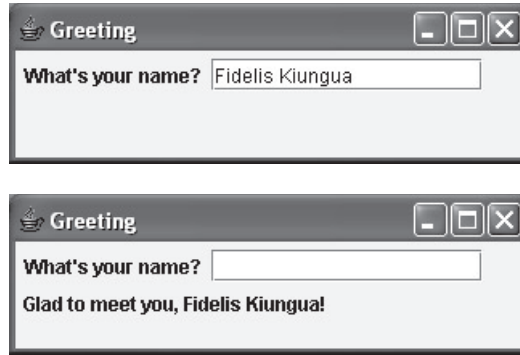 Greeting
What's your name? Fidelis Kiungua
Greeting
What's your name?
Glad to meet you, Fidelis Kiungua!